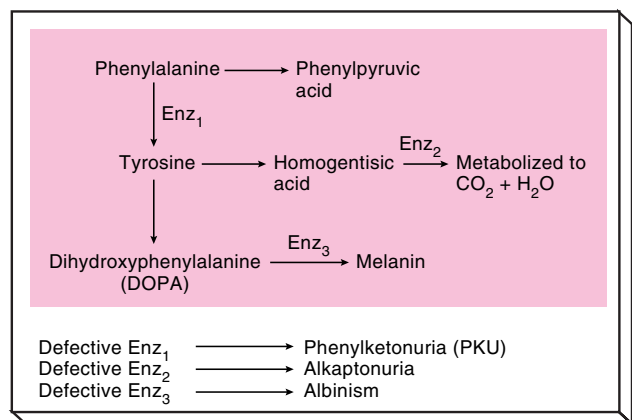 Phenylalanine Phenylpyruvic
acid
Enz₁
Enz₂
Tyrosine Homogentisic Metabolized to
acid CO₂ + H₂O
Enz₃
Dihydroxyphenylalanine Melanin
(DOPA)
Defective Enz₁ Phenylketonuria (PKU)
Defective Enz₂ Alkaptonuria
Defective Enz₃ Albinism